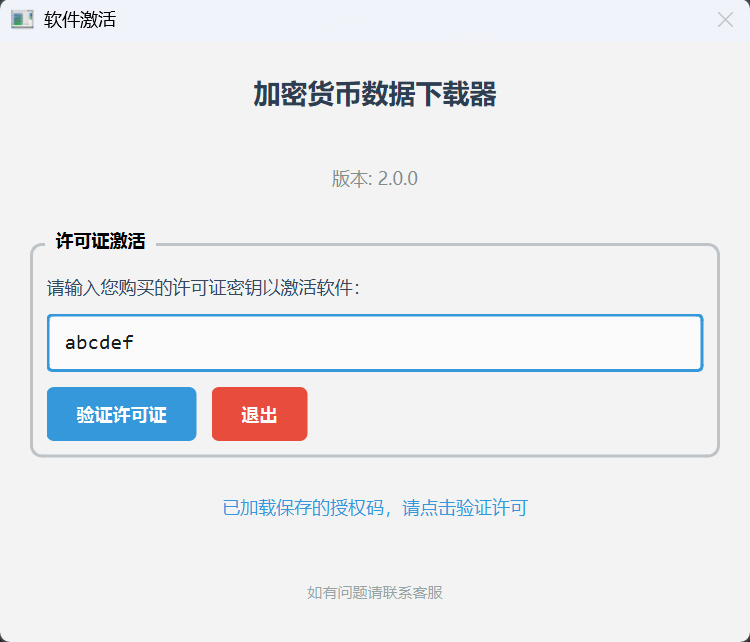 软件激活
加密货币数据下载器
版本: 2.0.0
许可证激活
请输入您购买的许可证密钥以激活软件:
abcdef
验证许可证 退出
已加载保存的授权码，请点击验证许可
如有问题请联系客服